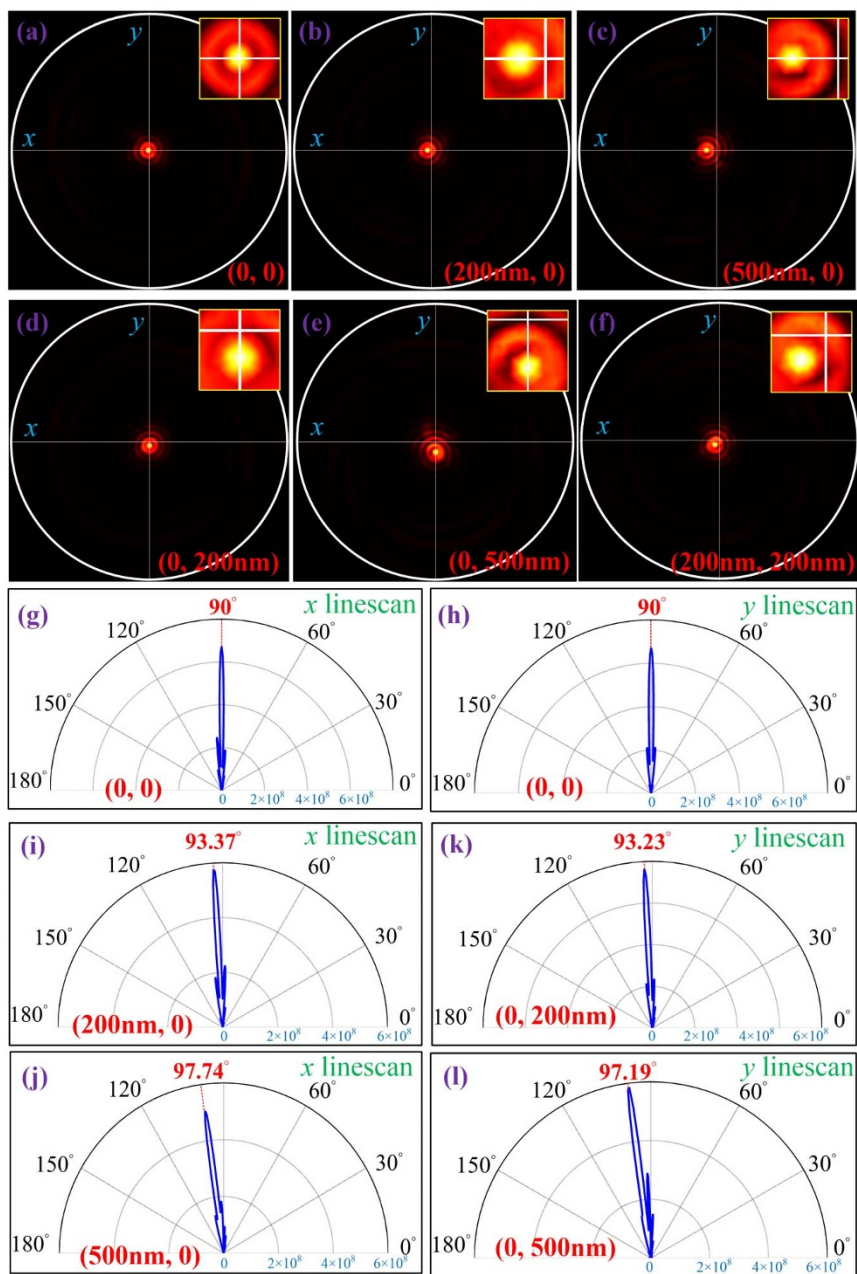 (a)
y
x
(0, 0)
(b)
y
x
(200nm, 0)
(c)
y
x
(500nm, 0)
(d)
y
x
(0, 200nm)
(e)
y
x
(0, 500nm)
(f)
y
x
(200nm, 200nm)
(g)
90°
x linescan
120°
60°
150°
30°
180°
0°
(0, 0)
0 2×10⁸ 4×10⁸ 6×10⁸
(h)
90°
y linescan
120°
60°
150°
30°
180°
0°
(0, 0)
0 2×10⁸ 4×10⁸ 6×10⁸
(i)
93.37°
x linescan
120°
60°
150°
30°
180°
0°
(200nm, 0)
0 2×10⁸ 4×10⁸ 6×10⁸
(k)
93.23°
y linescan
120°
60°
150°
30°
180°
0°
(0, 200nm)
0 2×10⁸ 4×10⁸ 6×10⁸
(j)
97.74°
x linescan
120°
60°
150°
30°
180°
0°
(500nm, 0)
0 2×10⁸ 4×10⁸ 6×10⁸
(l)
97.19°
y linescan
120°
60°
150°
30°
180°
0°
(0, 500nm)
0 2×10⁸ 4×10⁸ 6×10⁸